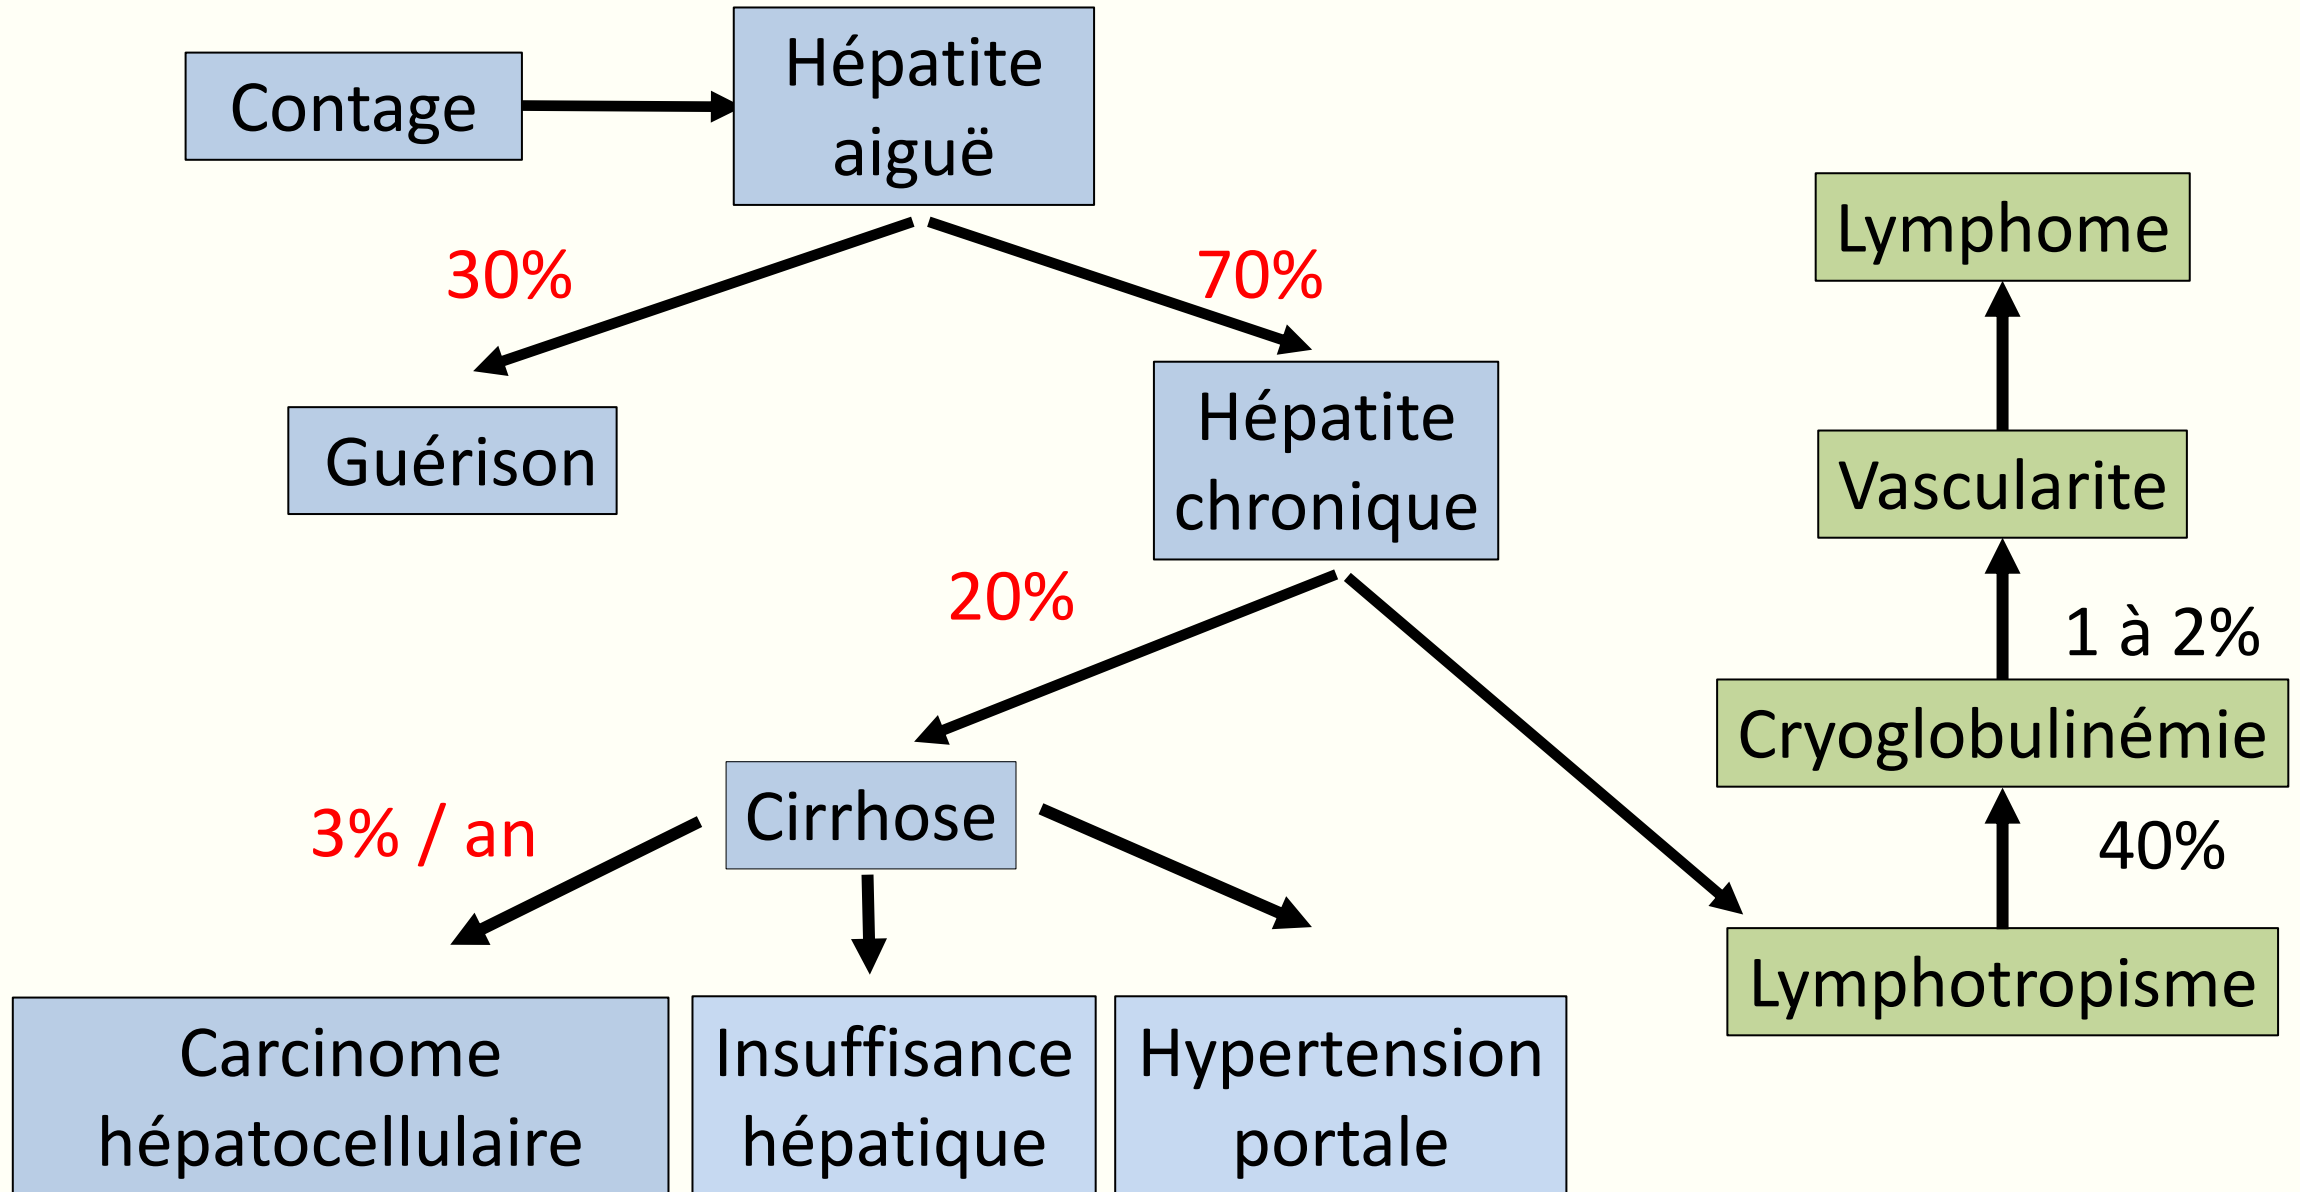 Contage
Hépatite
aiguë
30%
70%
Guérison
Hépatite
chronique
20%
Cirrhose
3% / an
Carcinome
hépatocellulaire
Insuffisance
hépatique
Hypertension
portale
Lymphome
Vascularite
1 à 2%
Cryoglobulinémie
40%
Lymphotropisme